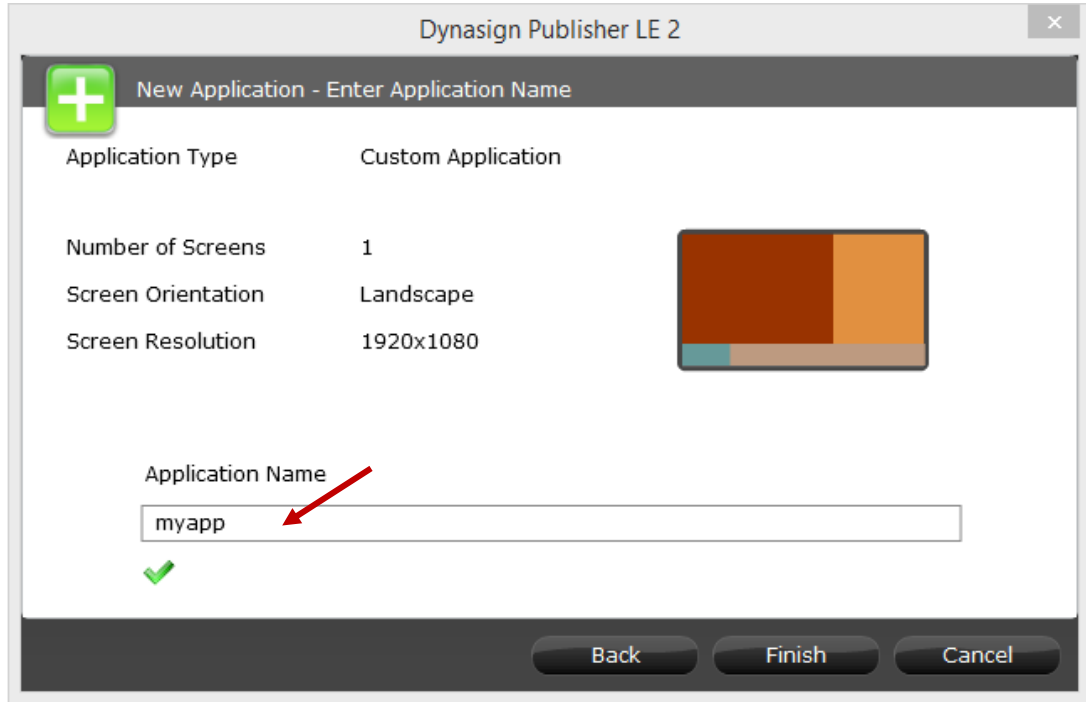 Dynasign Publisher LE 2
New Application - Enter Application Name
Application Type Custom Application
Number of Screens 1
Screen Orientation Landscape
Screen Resolution 1920x1080
Application Name
myapp
Back Finish Cancel